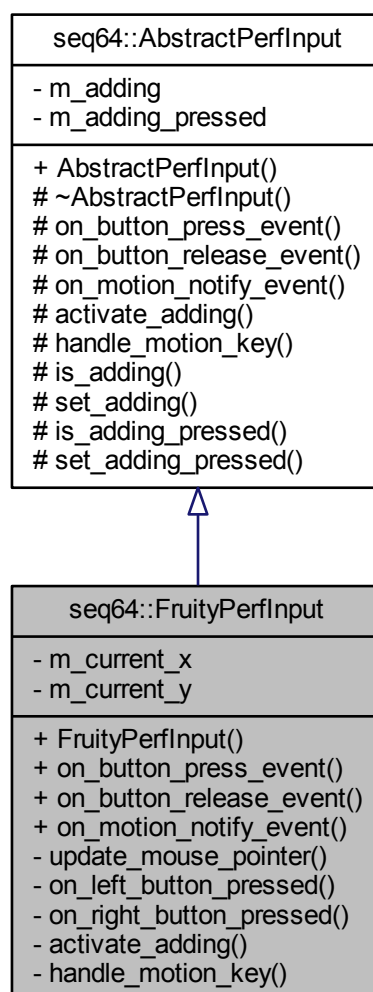 seq64::AbstractPerfInput
- m_adding
- m_adding_pressed
+ AbstractPerfInput()
# ~AbstractPerfInput()
# on_button_press_event()
# on_button_release_event()
# on_motion_notify_event()
# activate_adding()
# handle_motion_key()
# is_adding()
# set_adding()
# is_adding_pressed()
# set_adding_pressed()
seq64::FruityPerfInput
- m_current_x
- m_current_y
+ FruityPerfInput()
+ on_button_press_event()
+ on_button_release_event()
+ on_motion_notify_event()
- update_mouse_pointer()
- on_left_button_pressed()
- on_right_button_pressed()
- activate_adding()
- handle_motion_key()